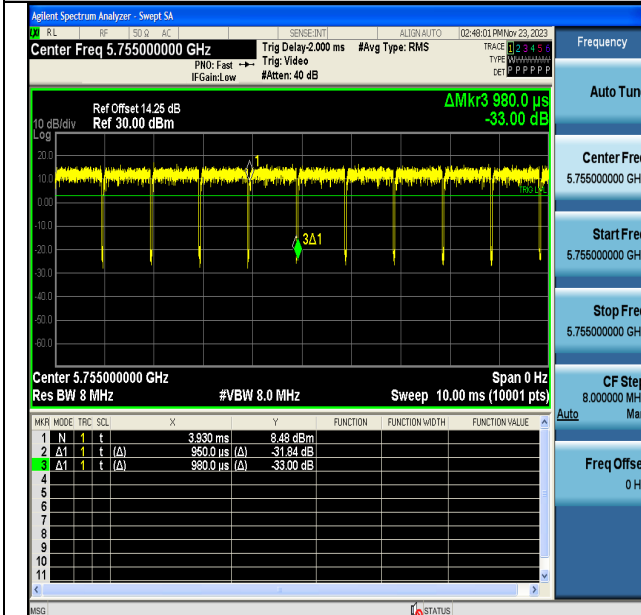 Agilent Spectrum Analyzer - Swept SA
LXI RL RF 50 Ω AC SENSE:INT ALIGN AUTO 02:48:01 PM Nov 23, 2023
Center Freq 5.755000000 GHz
PNO: Fast
IFGain:Low
Trig Delay-2.000 ms
Trig: Video
#Atten: 40 dB
#Avg Type: RMS
TRACE 1 2 3 4 5 6
TYPE
DET P P P P P P
ΔMkr3 980.0 µs
-33.00 dB
Ref Offset 14.25 dB
10 dB/div Ref 30.00 dBm
Log
20.0
10.0
0.00
-10.0
-20.0
-30.0
-40.0
-50.0
-60.0
1
TRIG LVL
3Δ1
Center 5.755000000 GHz Span 0 Hz
Res BW 8 MHz #VBW 8.0 MHz Sweep 10.00 ms (10001 pts)
MKR MODE TRC SCL X Y FUNCTION FUNCTION WIDTH FUNCTION VALUE
1 N 1 t 3.930 ms 8.48 dBm
2 Δ1 1 t (Δ) 950.0 µs (Δ) -31.84 dB
3 Δ1 1 t (Δ) 980.0 µs (Δ) -33.00 dB
4
5
6
7
8
9
10
11
MSG STATUS
Frequency
Auto Tun
Center Fre
5.755000000 GH
Start Fre
5.755000000 GH
Stop Fre
5.755000000 GH
CF Ste
8.000000 MH
Auto Ma
Freq Offse
0 H